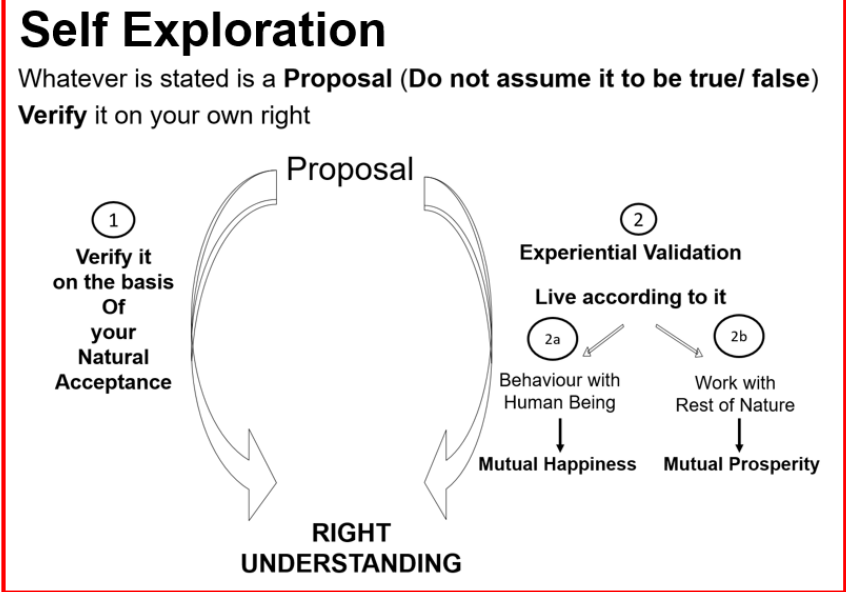 Self Exploration
Whatever is stated is a Proposal (Do not assume it to be true/ false)
Verify it on your own right
Proposal
1
Verify it
on the basis
Of
your
Natural
Acceptance
2
Experiential Validation
Live according to it
2a
Behaviour with
Human Being
Mutual Happiness
2b
Work with
Rest of Nature
Mutual Prosperity
RIGHT
UNDERSTANDING